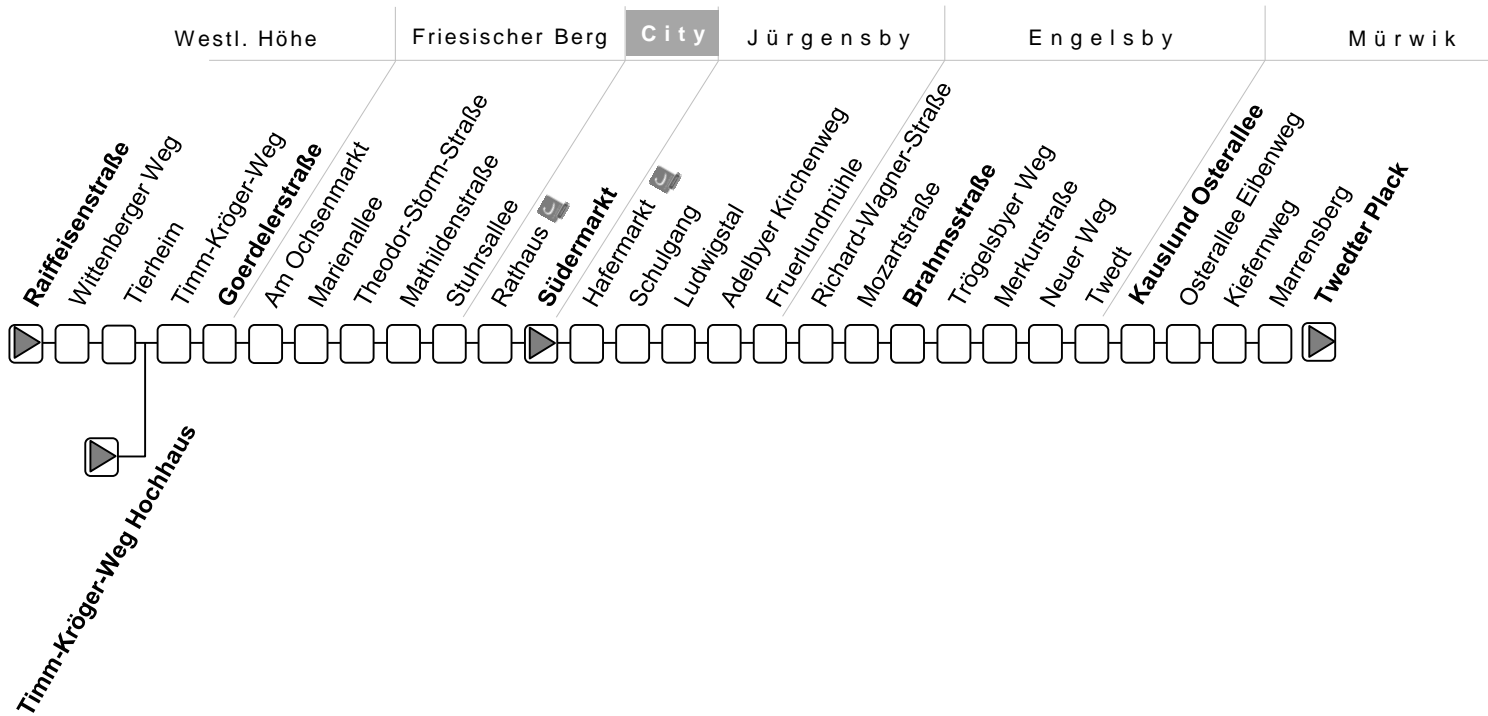 Westl. Höhe
Friesischer Berg
City
Jürgensby
Engelsby
Mürwik
Raiffeisenstraße
Wittenberger Weg
Tierheim
Timm-Kröger-Weg
Goerdelerstraße
Am Ochsenmarkt
Marienallee
Theodor-Storm-Straße
Mathildenstraße
Stuhrsallee
Rathaus
Südermarkt
Hafermarkt
Schulgang
Ludwigstal
Adelbyer Kirchenweg
Fruerlundmühle
Richard-Wagner-Straße
Mozartstraße
Brahmsstraße
Trögelsbyer Weg
Merkurstraße
Neuer Weg
Twedt
Kauslund Osterallee
Osterallee Eibenweg
Kiefernweg
Marrensberg
Twedter Plack
Timm-Kröger-Weg Hochhaus